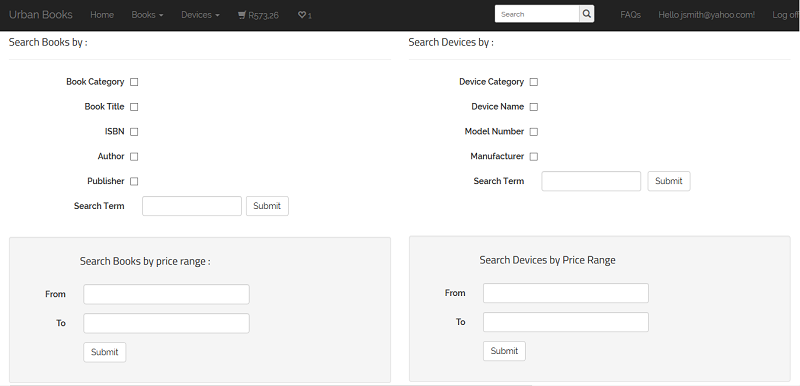 Urban Books Home Books Devices R573,26 1 Search FAQs Hello jsmith@yahoo.com! Log off
Search Books by :
Book Category
Book Title
ISBN
Author
Publisher
Search Term Submit
Search Books by price range :
From
To
Submit
Search Devices by :
Device Category
Device Name
Model Number
Manufacturer
Search Term Submit
Search Devices by Price Range
From
To
Submit